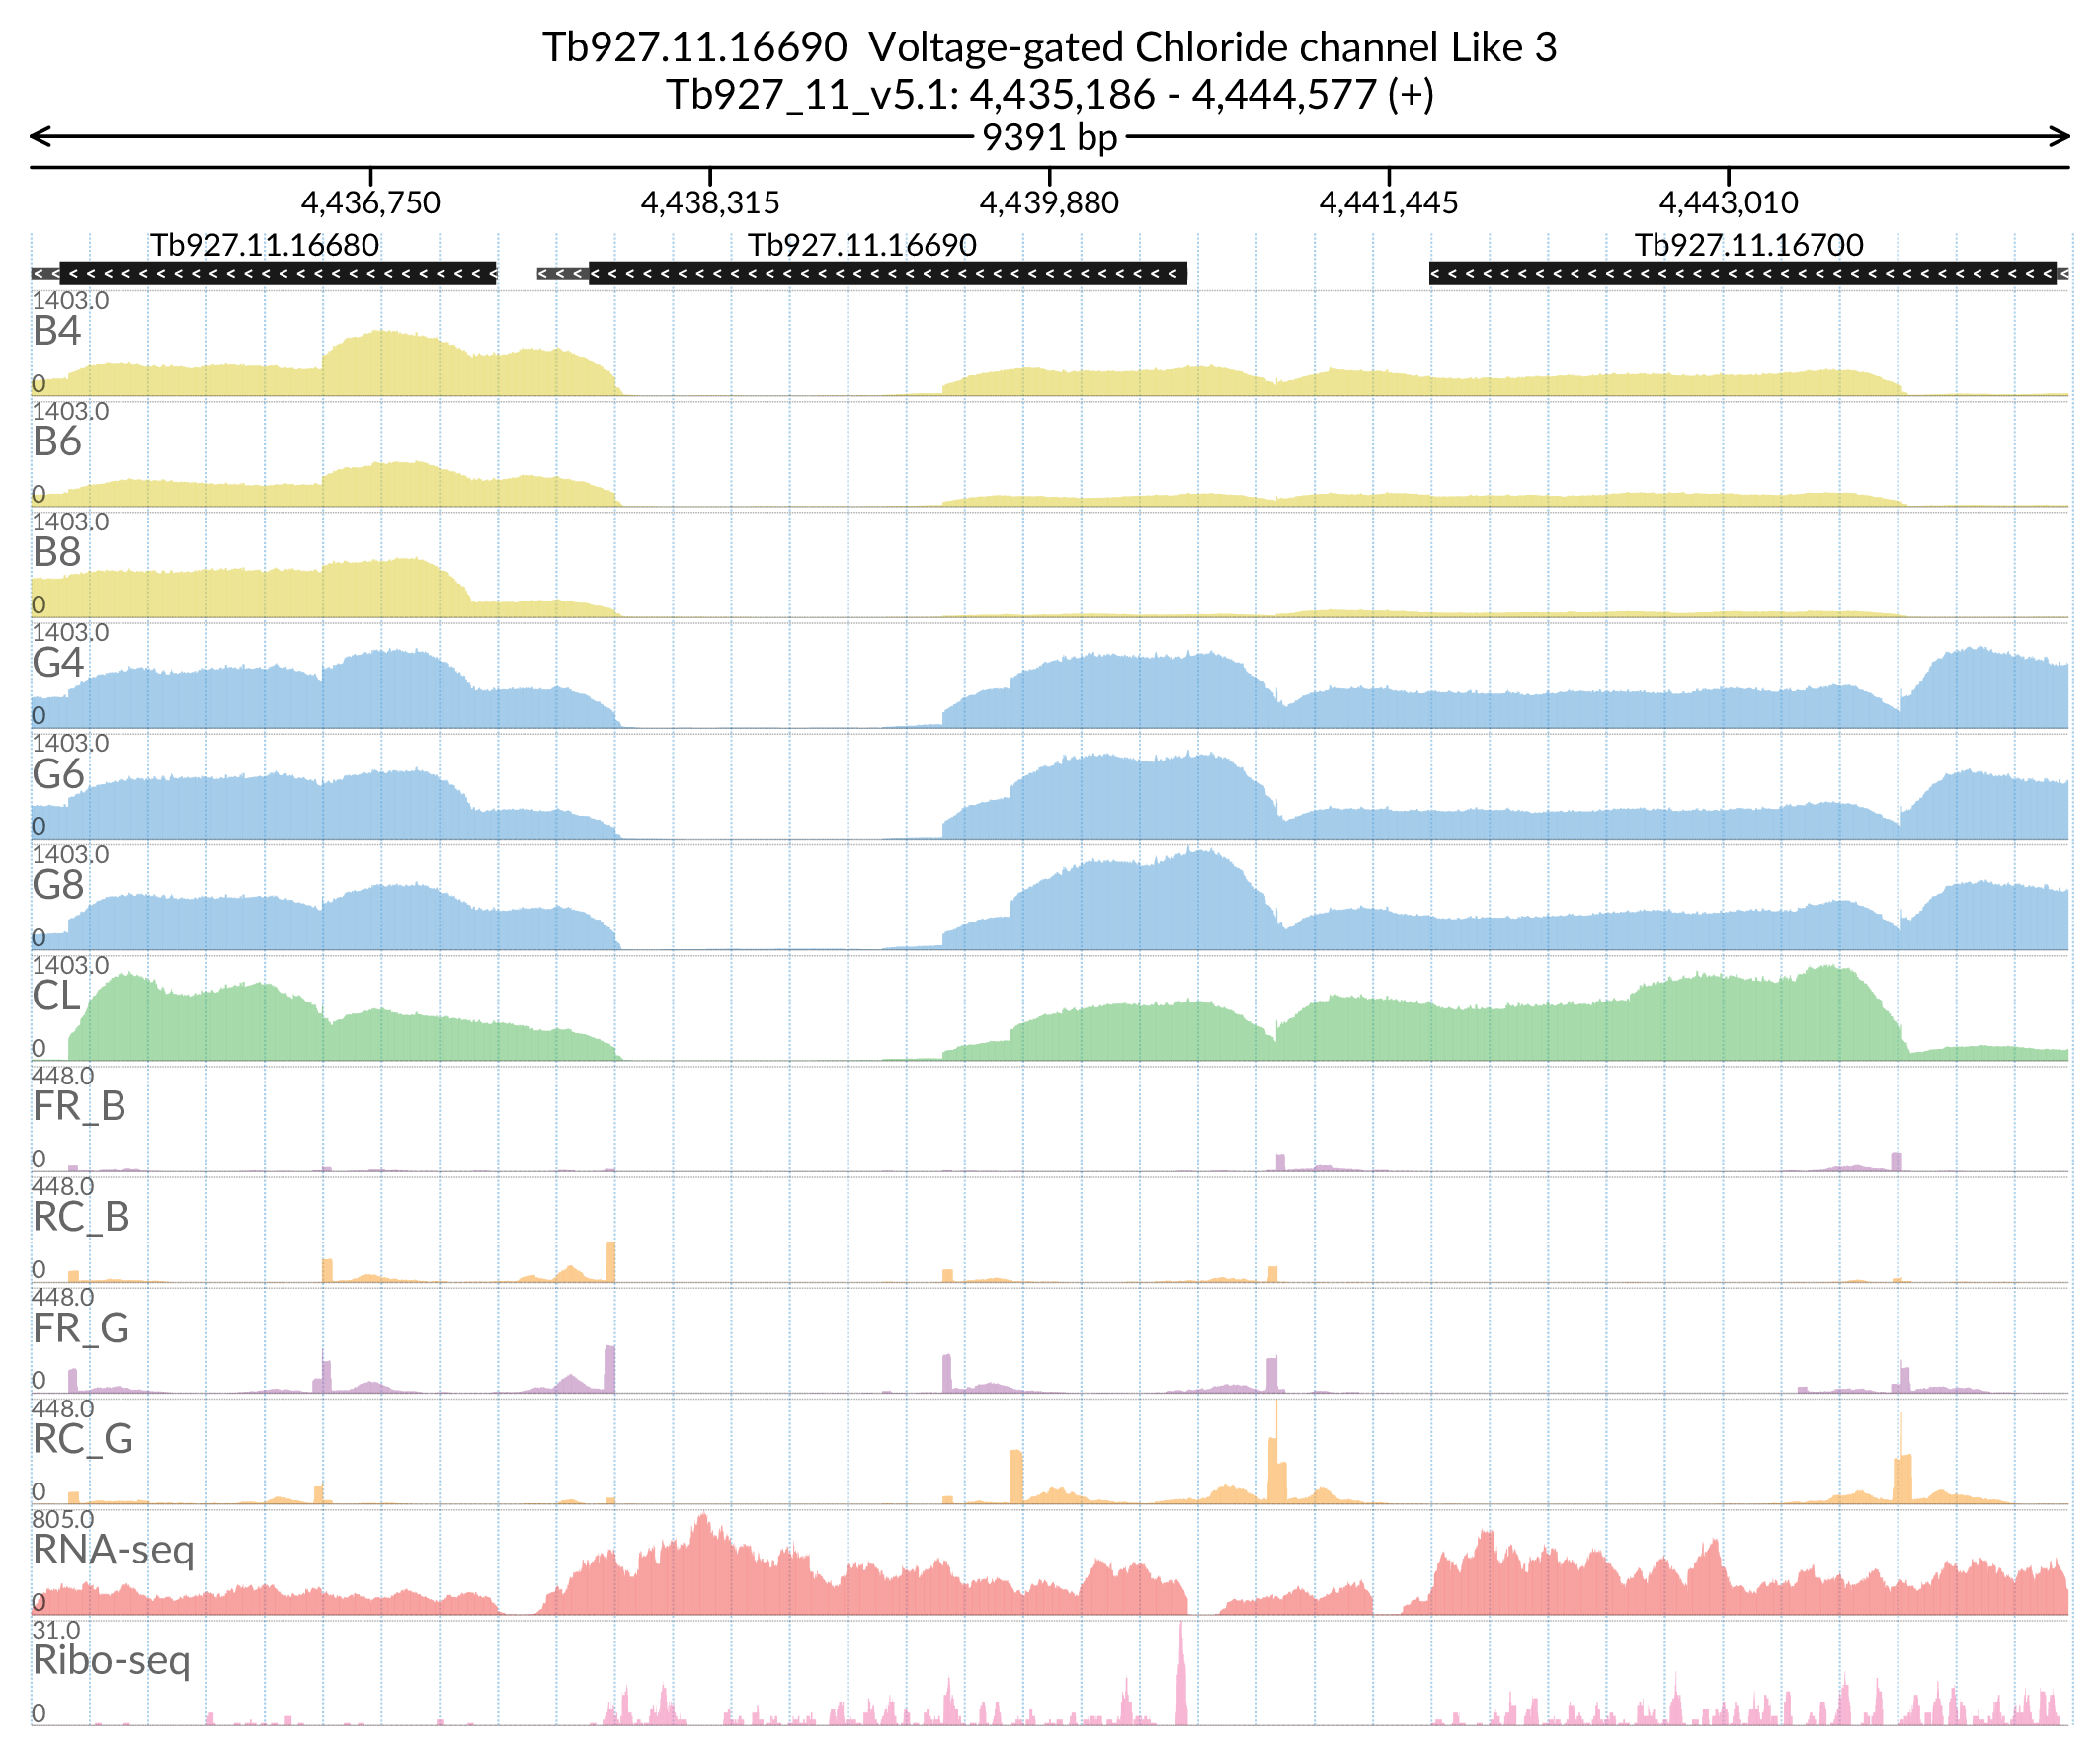 Tb927.11.16690  Voltage-gated Chloride channel Like 3
Tb927_11_v5.1: 4,435,186 - 4,444,577 (+)
9391 bp
4,436,750 4,438,315 4,439,880 4,441,445 4,443,010
Tb927.11.16680 Tb927.11.16690 Tb927.11.16700
1403.0
B4
0
1403.0
B6
0
1403.0
B8
0
1403.0
G4
0
1403.0
G6
0
1403.0
G8
0
1403.0
CL
0
448.0
FR_B
0
448.0
RC_B
0
448.0
FR_G
0
448.0
RC_G
0
805.0
RNA-seq
0
31.0
Ribo-seq
0